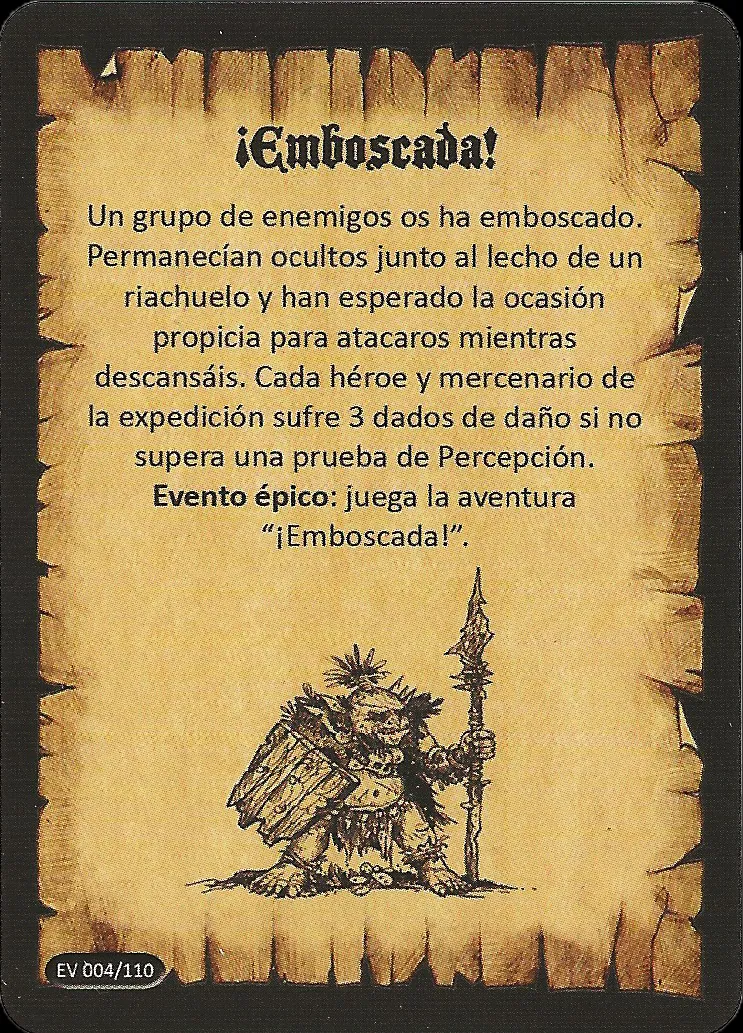 ¡Emboscada!
Un grupo de enemigos os ha emboscado.
Permanecían ocultos junto al lecho de un
riachuelo y han esperado la ocasión
propicia para atacaros mientras
descansáis. Cada héroe y mercenario de
la expedición sufre 3 dados de daño si no
supera una prueba de Percepción.
Evento épico: juega la aventura
“¡Emboscada!”.
EV 004/110